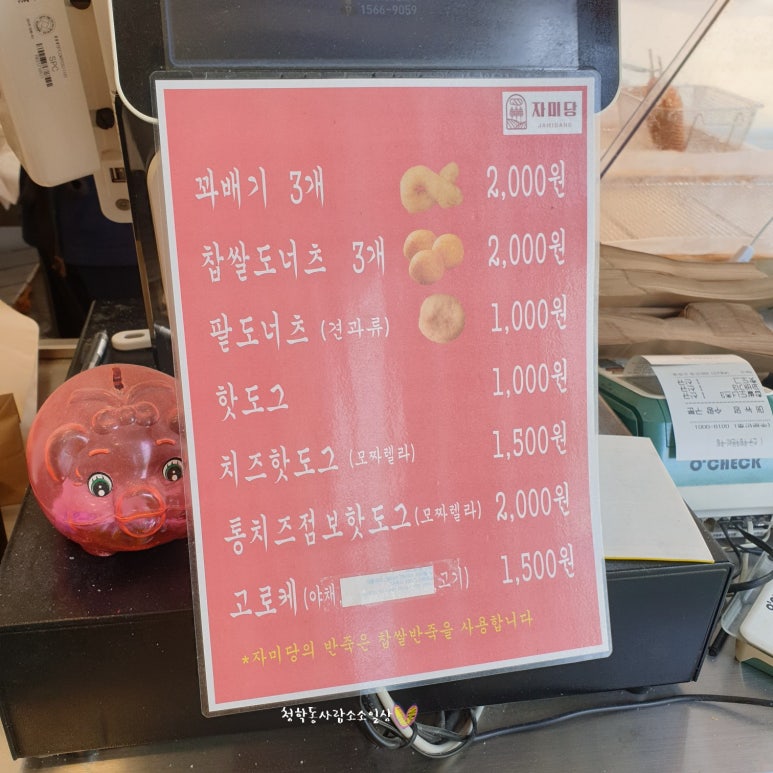 1566-9059
자미당
JAMIDANG
꽈배기 3개 2,000원
찹쌀도너츠 3개 2,000원
팥도너츠 (견과류) 1,000원
핫도그 1,000원
치즈핫도그 (모짜렐라) 1,500원
통치즈점보핫도그 (모짜렐라) 2,000원
고로케 (야채, 고기) 1,500원
*자미당의 반죽은 찹쌀반죽을 사용합니다
O'CHECK
청학동사람소소일상